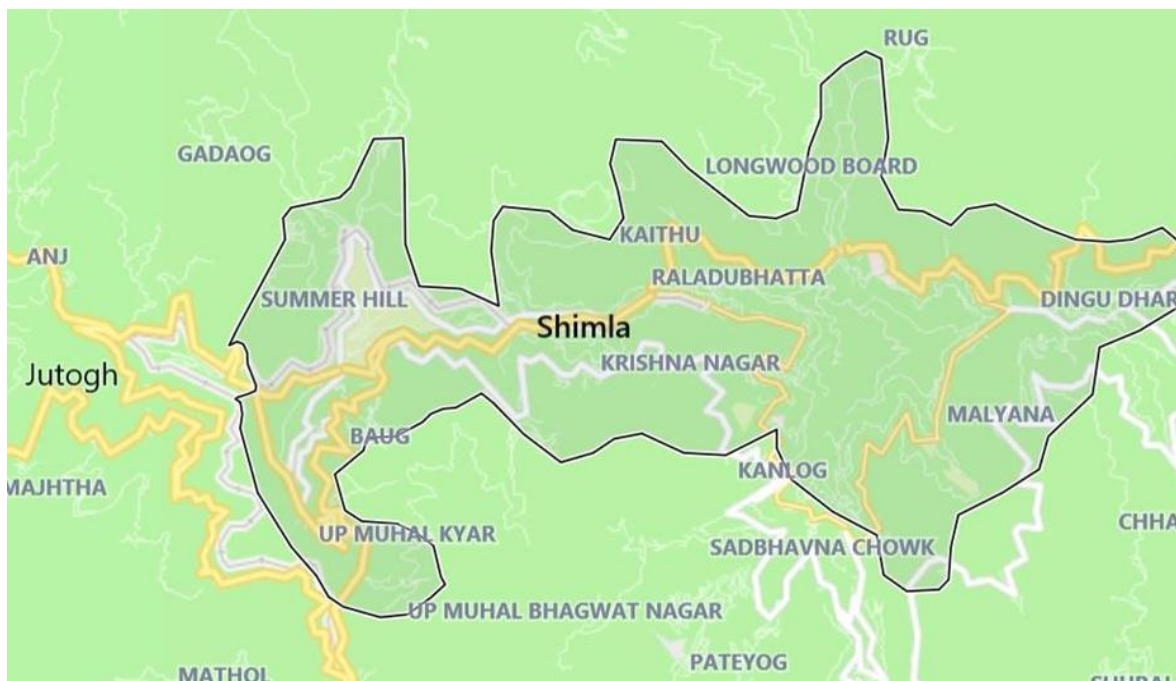 RUG
GADAOG
LONGWOOD BOARD
KAITHU
ANJ
RALADUBHATTA
SUMMER HILL
DINGU DHAR
Shimla
KRISHNA NAGAR
Jutogh
MALYANA
BAUG
KANLOG
MAJHTHA
CHHA
UP MUHAL KYAR
SADBHAVNA CHOWK
UP MUHAL BHAGWAT NAGAR
PATEYOG
MATHOL